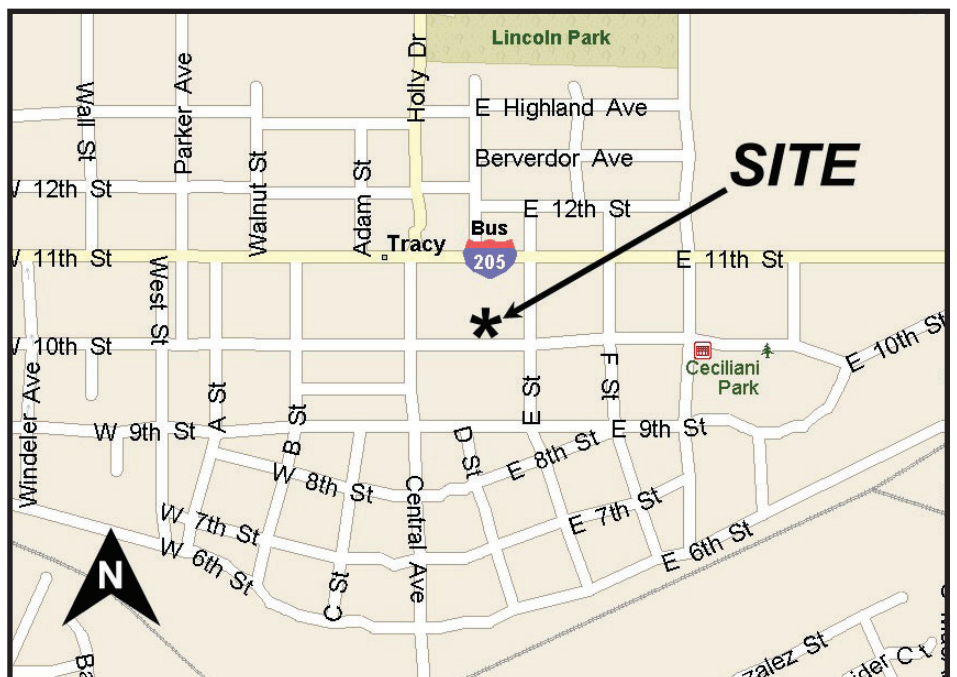 Lincoln Park
Holly Dr
Wall St
Parker Ave
E Highland Ave
Walnut St
Adam St
Berverdor Ave
SITE
W 12th St
E 12th St
Bus
205
Tracy
W 11th St
E 11th St
West St
*
W 10th St
E 10th St
Windeler Ave
A St
B St
E St
F St
Ceciliani
Park
W 9th St
D St
E 9th St
W 8th St
E 8th St
Central Ave
W 7th St
E 7th St
W 6th St
E 6th St
C St
N